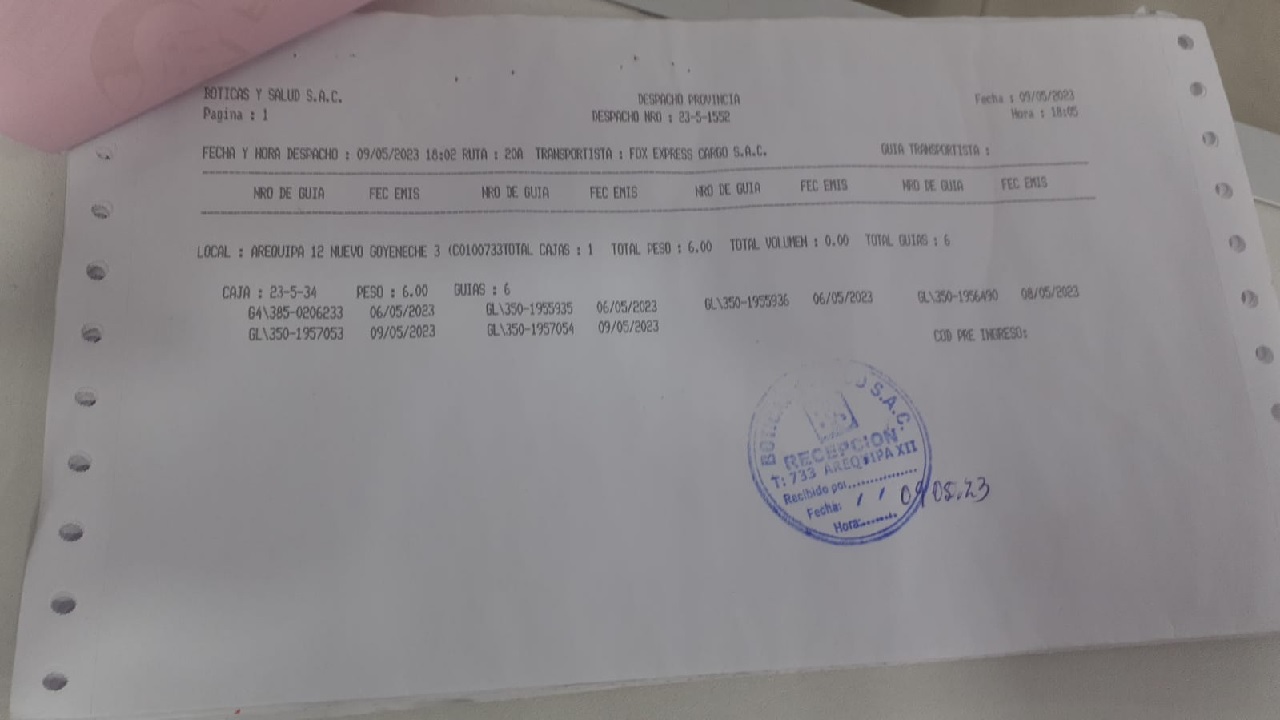 BOTICAS Y SALUD S.A.C. DESPACHO PROVINCIA Fecha : 09/05/2023
Pagina : 1 DESPACHO NRO : 23-5-1552 Hora : 18:05
FECHA Y HORA DESPACHO : 09/05/2023 18:02 RUTA : 20A TRANSPORTISTA : FOX EXPRESS CARGO S.A.C. GUIA TRANSPORTISTA :
NRO DE GUIA FEC EMIS NRO DE GUIA FEC EMIS NRO DE GUIA FEC EMIS NRO DE GUIA FEC EMIS
LOCAL : AREQUIPA 12 NUEVO GOYENECHE 3 (C0100733TOTAL CAJAS : 1 TOTAL PESO : 6.00 TOTAL VOLUMEN : 0.00 TOTAL GUIAS : 6
CAJA : 23-5-34 PESO : 6.00 GUIAS : 6
G4\385-0206233 06/05/2023 GL\350-1955935 06/05/2023 GL\350-1955936 06/05/2023 GL\350-1956490 08/05/2023
GL\350-1957053 09/05/2023 GL\350-1957054 09/05/2023 COD PRE INGRESO:
S.A.C.
RECEPCION
T: 733 AREQUIPA XII
Recibido por:...............
Fecha: / / 09/05.23
Hora:.......